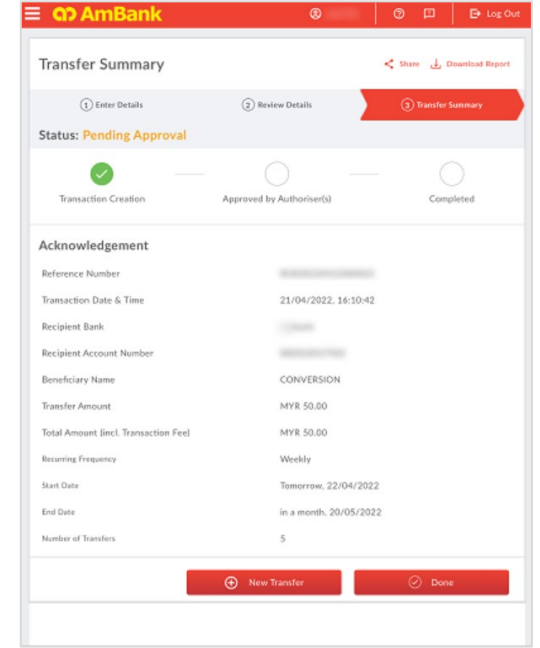 AmBank
Log Out
Transfer Summary
Share Download Report
1 Enter Details 2 Review Details 3 Transfer Summary
Status: Pending Approval
Transaction Creation Approved by Authoriser(s) Completed
Acknowledgement
Reference Number
Transaction Date & Time 21/04/2022, 16:10:42
Recipient Bank
Recipient Account Number
Beneficiary Name CONVERSION
Transfer Amount MYR 50.00
Total Amount (incl. Transaction Fee) MYR 50.00
Recurring Frequency Weekly
Start Date Tomorrow, 22/04/2022
End Date in a month, 20/05/2022
Number of Transfers 5
New Transfer Done